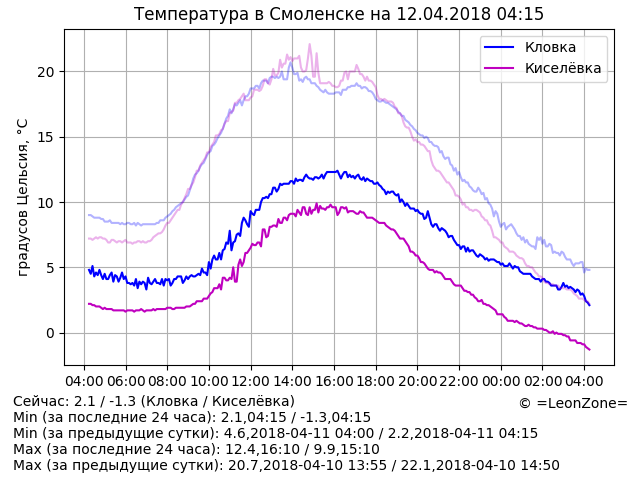 Температура в Смоленске на 12.04.2018 04:15
Кловка
Киселёвка
градусов Цельсия, °C
20
15
10
5
0
04:00 06:00 08:00 10:00 12:00 14:00 16:00 18:00 20:00 22:00 00:00 02:00 04:00
Сейчас: 2.1 / -1.3 (Кловка / Киселёвка)
© =LeonZone=
Min (за последние 24 часа): 2.1,04:15 / -1.3,04:15
Min (за предыдущие сутки): 4.6,2018-04-11 04:00 / 2.2,2018-04-11 04:15
Max (за последние 24 часа): 12.4,16:10 / 9.9,15:10
Max (за предыдущие сутки): 20.7,2018-04-10 13:55 / 22.1,2018-04-10 14:50